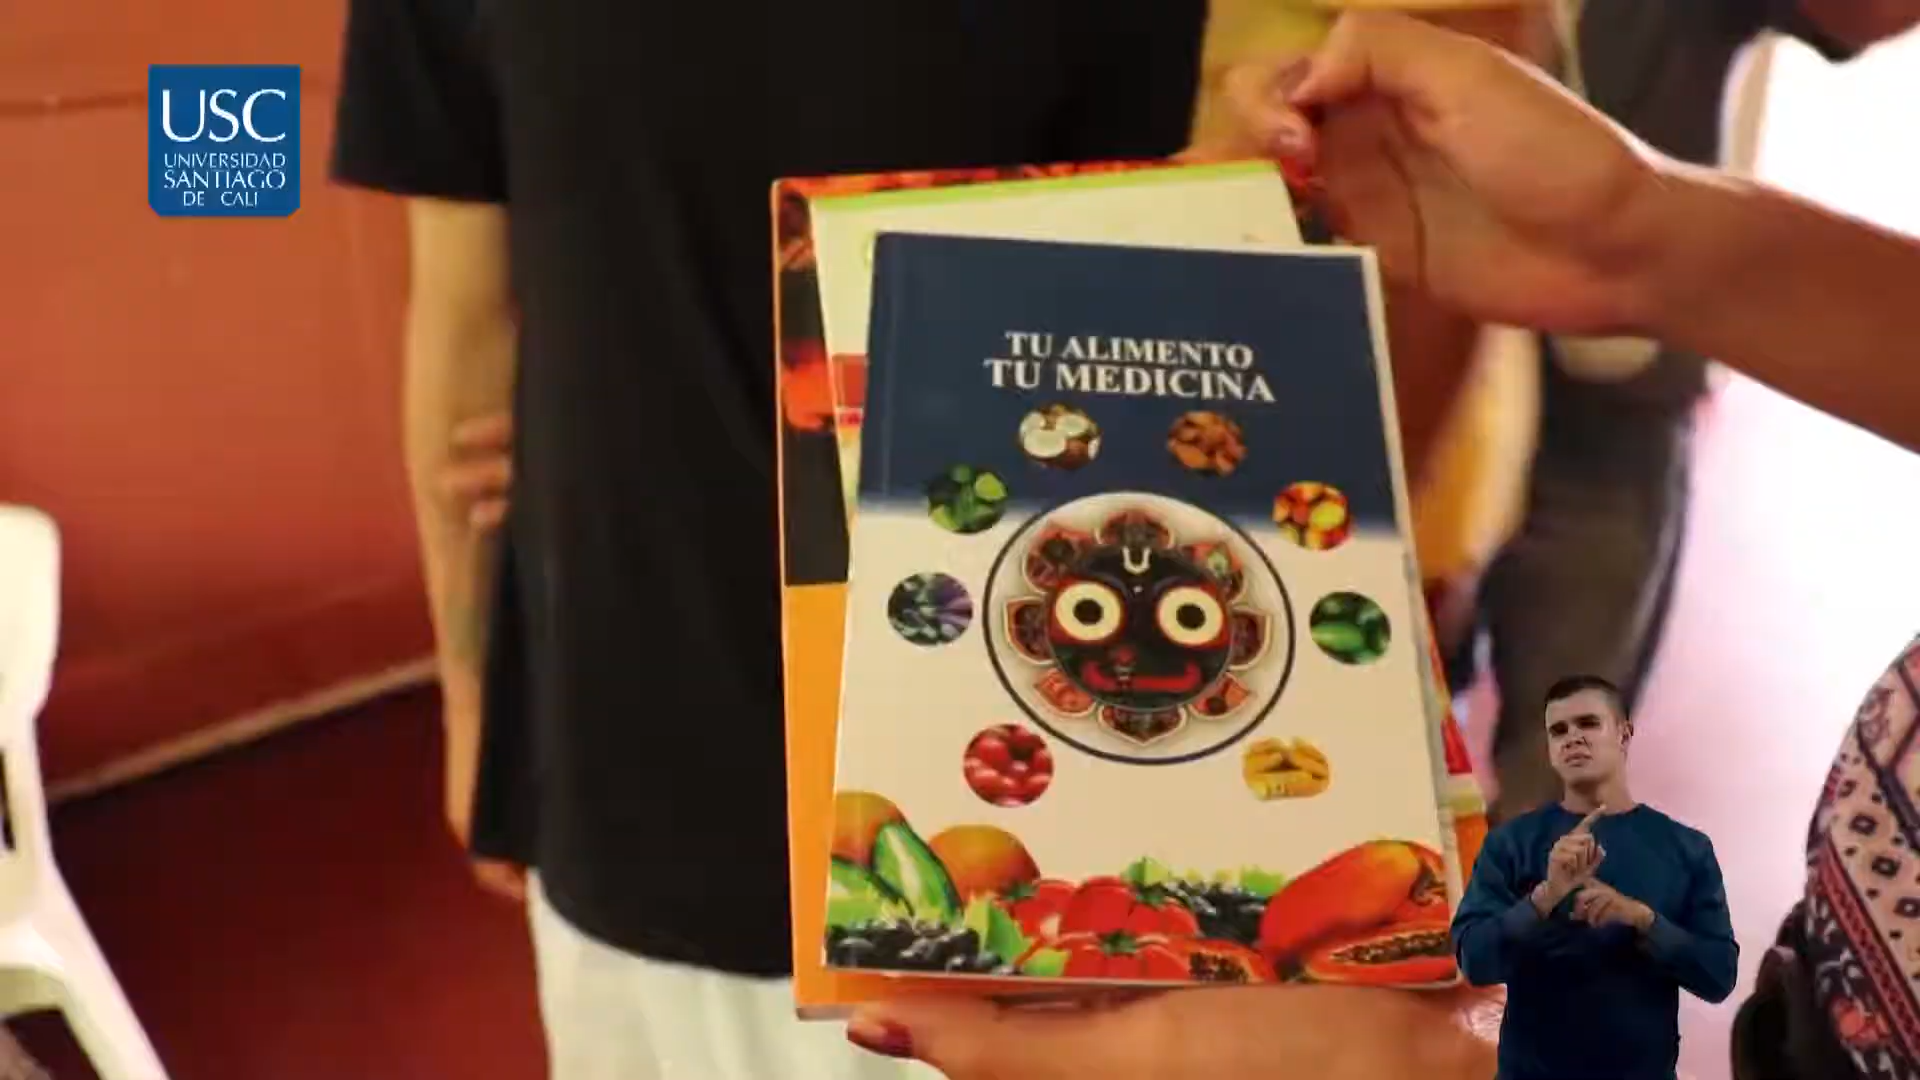 USC
UNIVERSIDAD
SANTIAGO
DE CALI
TU ALIMENTO
TU MEDICINA